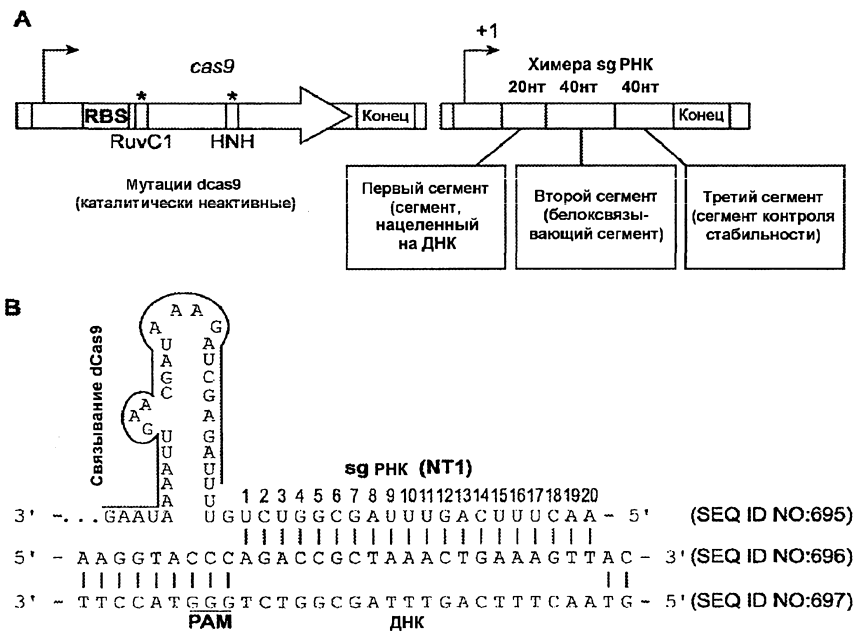 A
+1
cas9
Химера sg РНК
20нт 40нт 40нт
* *
RBS
Конец
Конец
RuvC1 HNH
Мутации dcas9
(каталитически неактивные)
Первый сегмент
(сегмент,
нацеленный
на ДНК
Второй сегмент
(белоксвязы-
вающий сегмент)
Третий сегмент
(сегмент контроля
стабильности)
B
Связывание dCas9
A A
A G
U A
A U
G C
C G
A A
A
G U G
U A
A U
A U
A U
sg РНК (NT1)
1 2 3 4 5 6 7 8 9 10 11 12 13 14 15 16 17 18 19 20
3' -...GAAUA UGUCUGGCGAUUUGACUUUCAA- 5' (SEQ ID NO:695)
5' - AAGGTACCCAGACCGCTAAACTGAAAGTTAC - 3' (SEQ ID NO:696)
3' - TTCCATGGGTCTGGCGATTTGACTTTCAATG - 5' (SEQ ID NO:697)
PAM ДНК